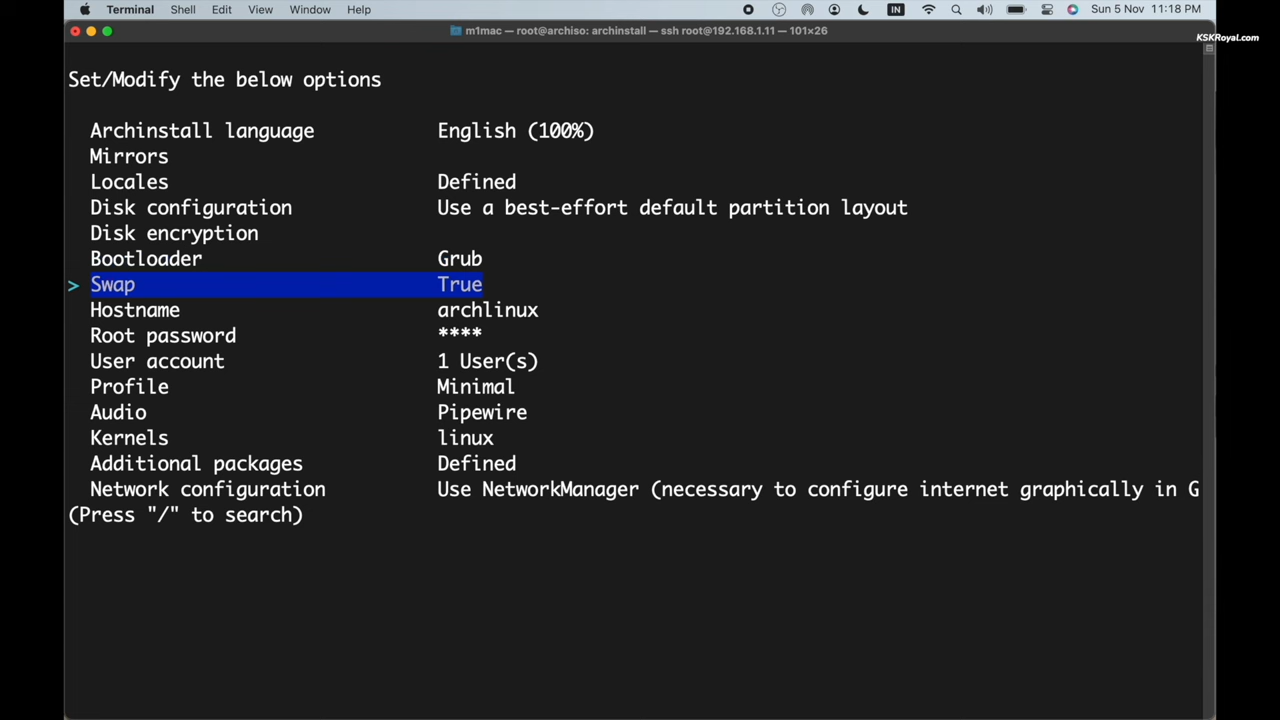 Terminal Shell Edit View Window Help IN Sun 5 Nov 11:18 PM
m1mac — root@archiso: archinstall — ssh root@192.168.1.11 — 101×26
KSKRoyal.com
Set/Modify the below options
Archinstall language English (100%)
Mirrors
Locales Defined
Disk configuration Use a best-effort default partition layout
Disk encryption
Bootloader Grub
> Swap True
Hostname archlinux
Root password ****
User account 1 User(s)
Profile Minimal
Audio Pipewire
Kernels linux
Additional packages Defined
Network configuration Use NetworkManager (necessary to configure internet graphically in G
(Press "/" to search)